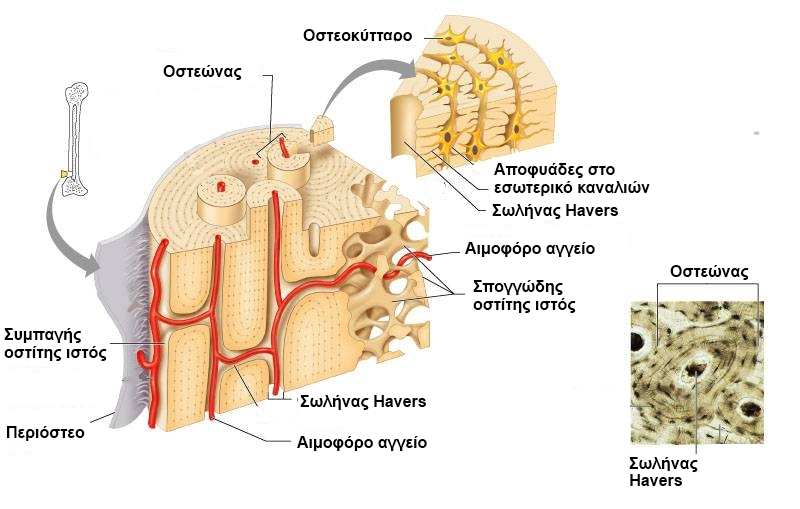 Οστεοκύτταρο
Οστεώνας
Αποφυάδες στο
εσωτερικό καναλιών
Σωλήνας Havers
Αιμοφόρο αγγείο
Οστεώνας
Σπογγώδης
οστίτης ιστός
Συμπαγής
οστίτης ιστός
Σωλήνας Havers
Περιόστεο
Αιμοφόρο αγγείο
Σωλήνας
Havers